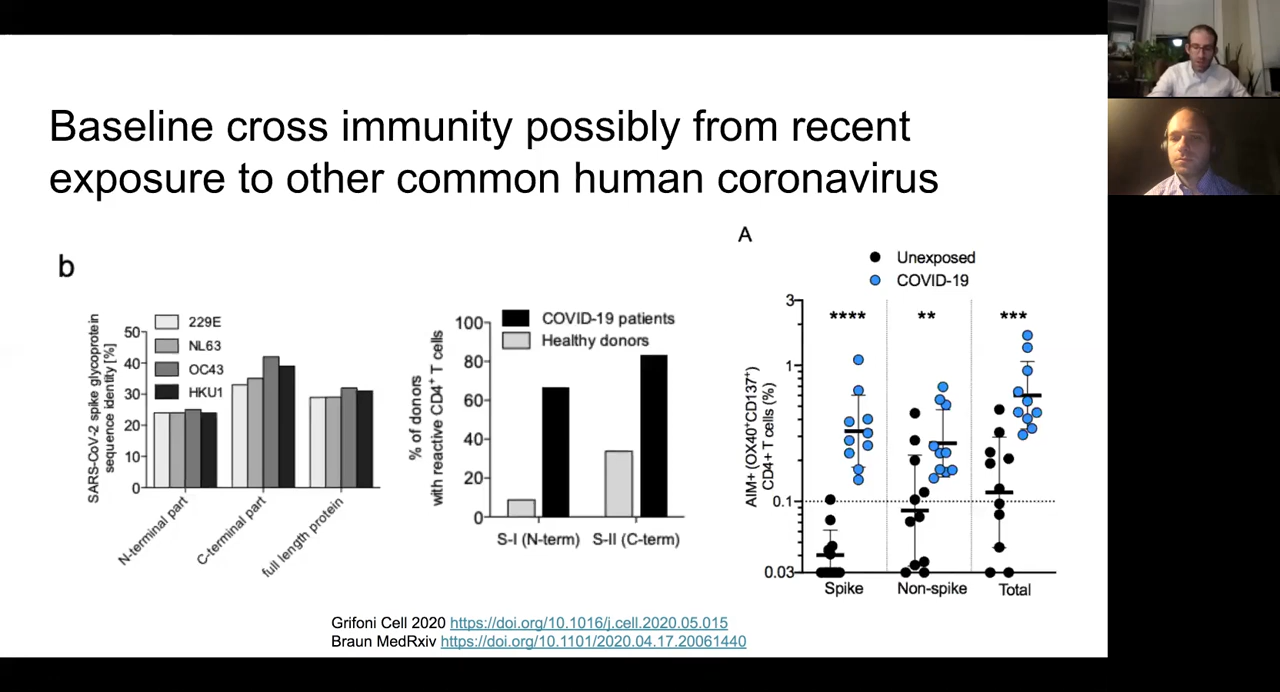 Baseline cross immunity possibly from recent
exposure to other common human coronavirus
b
SARS-CoV-2 spike glycoprotein
sequence identity [%]
50
40
30
20
10
0
229E
NL63
OC43
HKU1
N-terminal part
C-terminal part
full length protein
% of donors
with reactive CD4+ T cells
100
80
60
40
20
0
COVID-19 patients
Healthy donors
S-I (N-term)
S-II (C-term)
A
Unexposed
COVID-19
AIM+ (OX40+CD137+)
CD4+ T cells (%)
3
1
0.1
0.03
****
**
***
Spike
Non-spike
Total
Grifoni Cell 2020 https://doi.org/10.1016/j.cell.2020.05.015
Braun MedRxiv https://doi.org/10.1101/2020.04.17.20061440